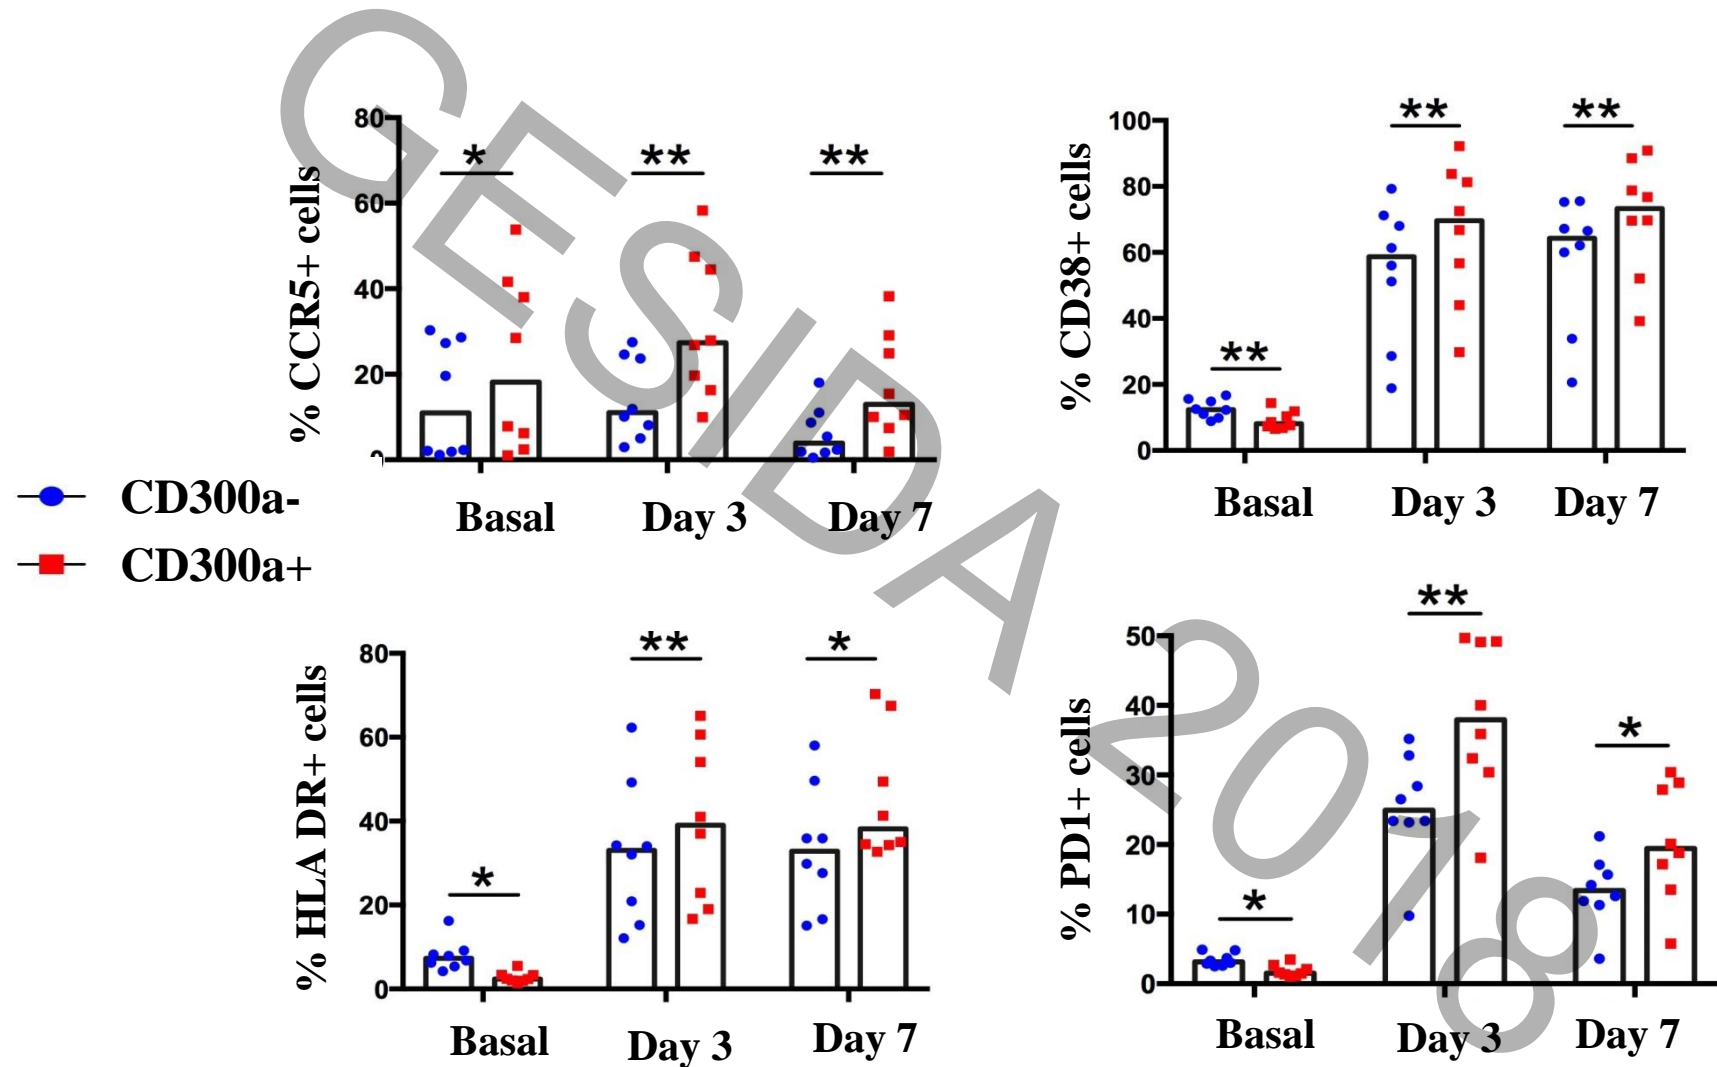 GESIDA 2018
% CCR5+ cells
80
60
40
20
0
*
**
**
Basal
Day 3
Day 7
% CD38+ cells
100
80
60
40
20
0
**
**
**
Basal
Day 3
Day 7
CD300a-
CD300a+
% HLA DR+ cells
80
60
40
20
0
*
**
*
Basal
Day 3
Day 7
% PD1+ cells
50
40
30
20
10
0
*
**
*
Basal
Day 3
Day 7